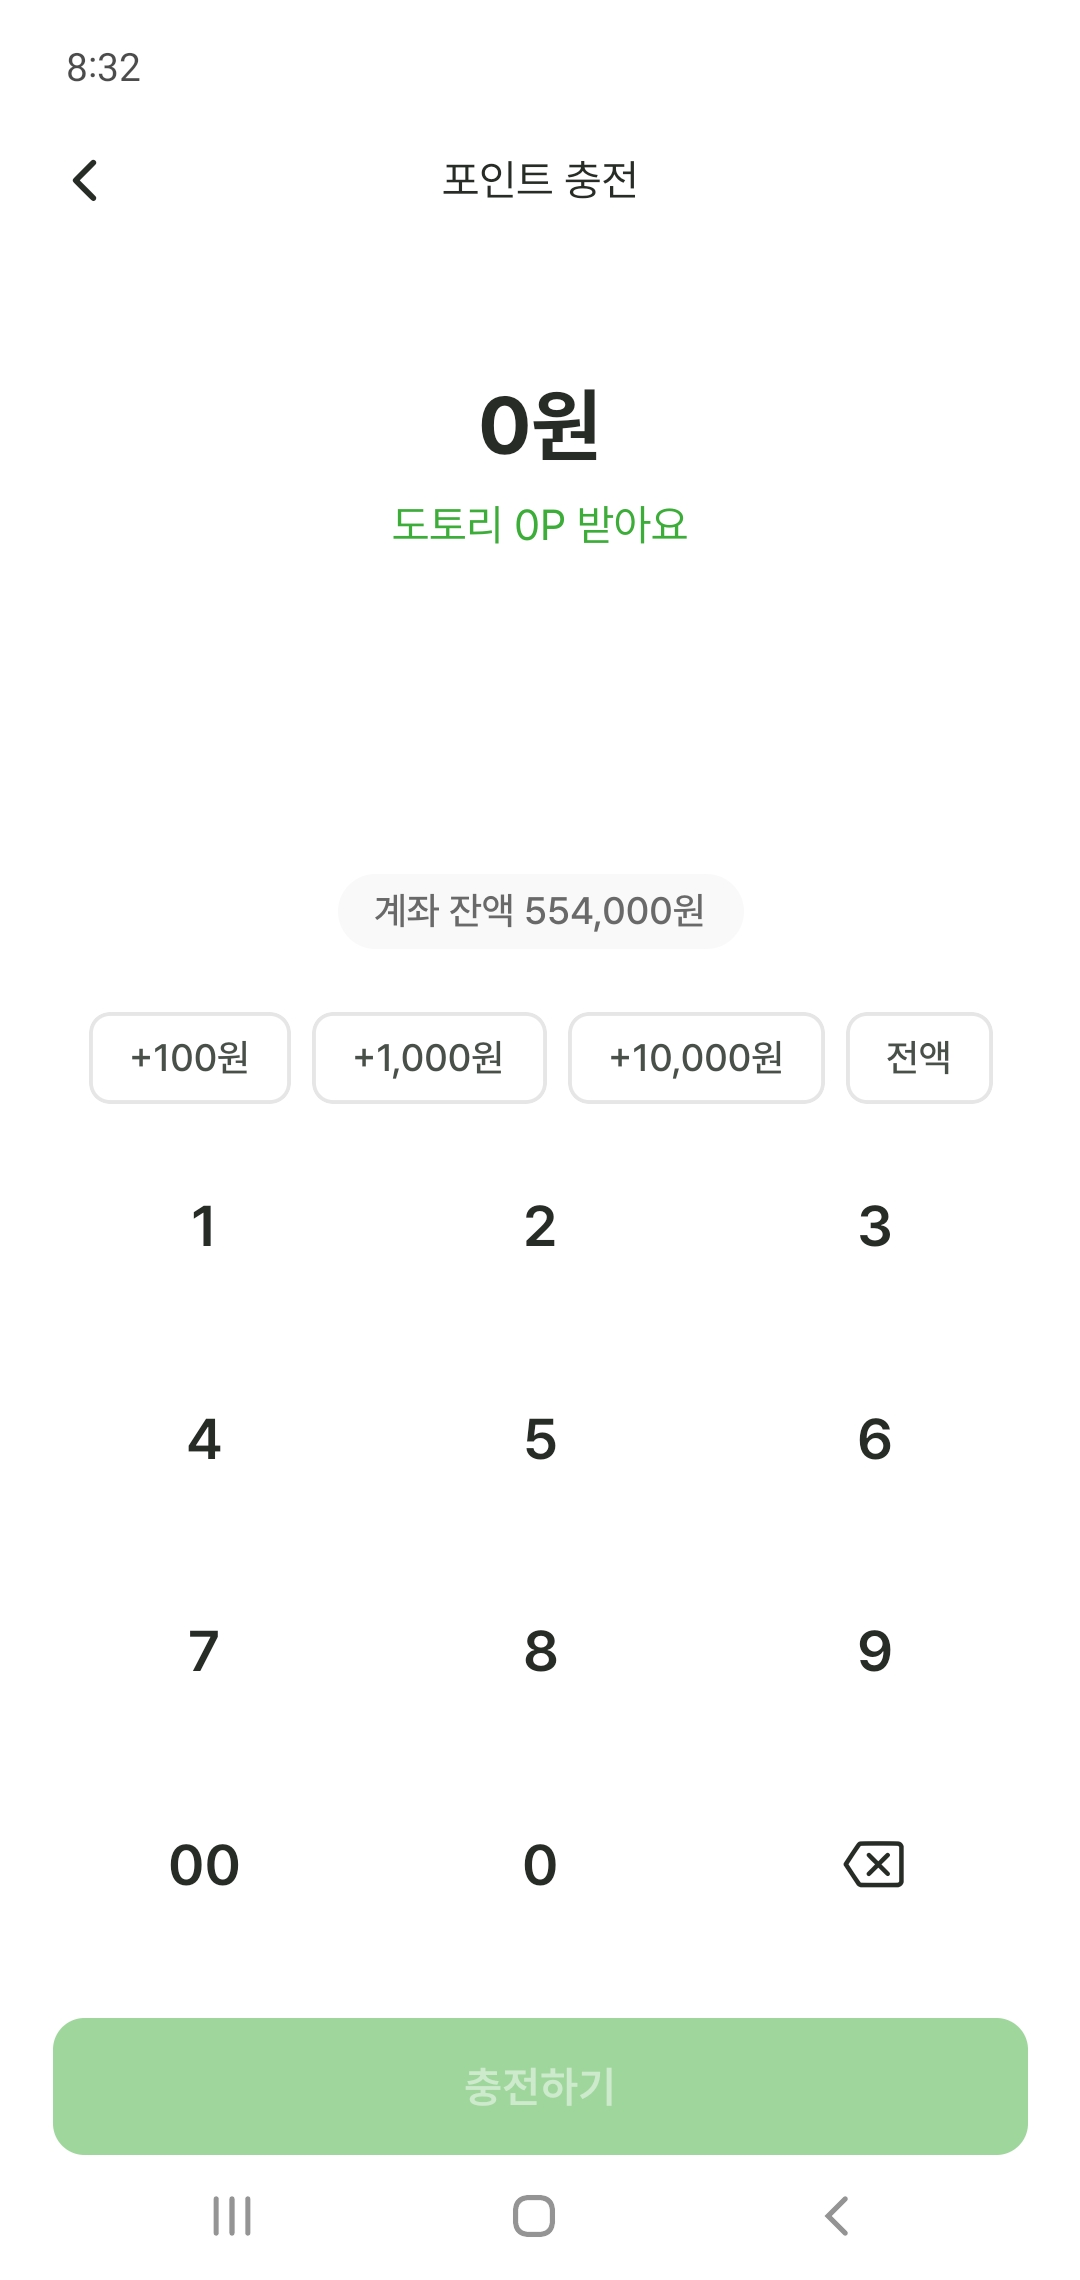 8:32
포인트 충전
0원
도토리 0P 받아요
계좌 잔액 554,000원
+100원 +1,000원 +10,000원 전액
1 2 3
4 5 6
7 8 9
00 0
충전하기